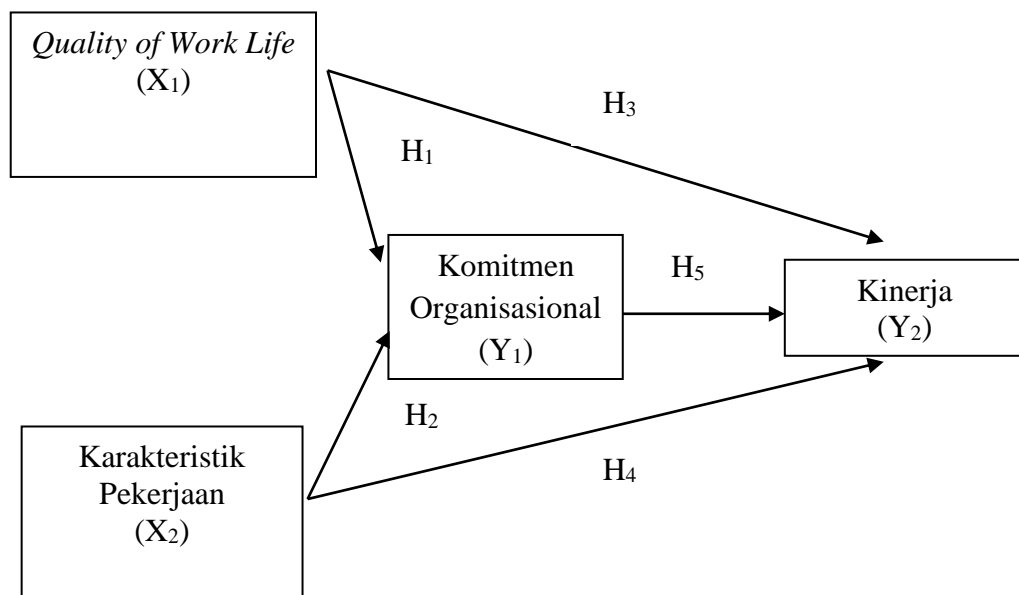 Quality of Work Life
(X₁)
H₃
H₁
Komitmen
Organisasional
(Y₁)
H₅
Kinerja
(Y₂)
H₂
Karakteristik
Pekerjaan
(X₂)
H₄